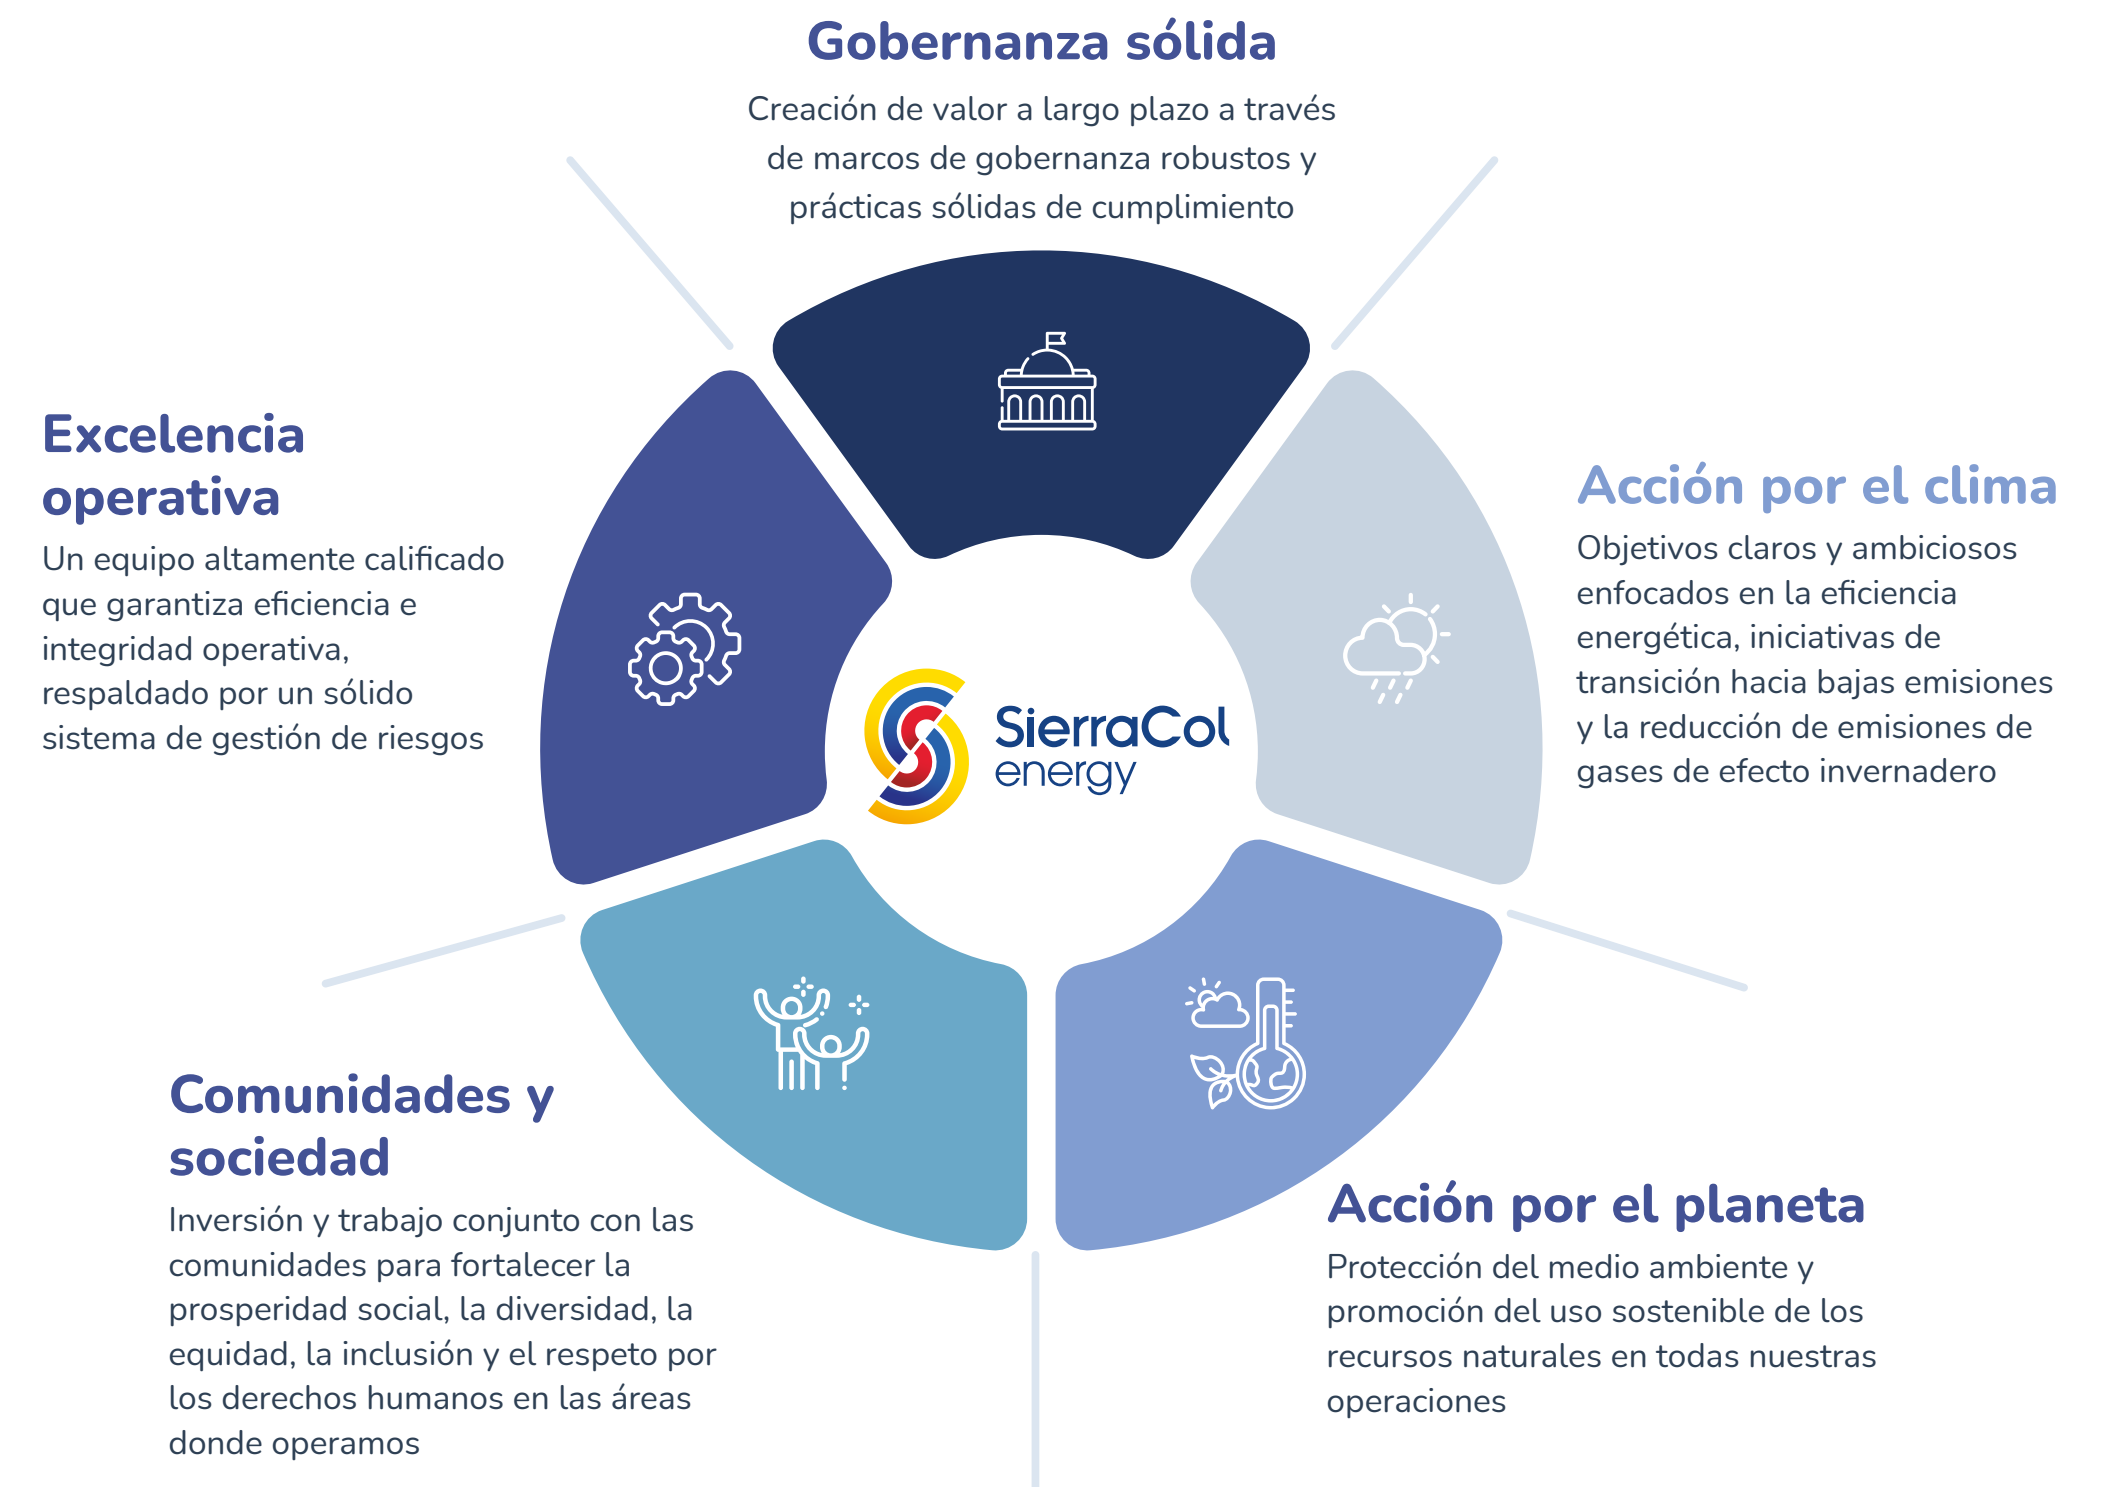 Gobernanza sólida
Creación de valor a largo plazo a través
de marcos de gobernanza robustos y
prácticas sólidas de cumplimiento
Excelencia
operativa
Un equipo altamente calificado
que garantiza eficiencia e
integridad operativa,
respaldado por un sólido
sistema de gestión de riesgos
Acción por el clima
Objetivos claros y ambiciosos
enfocados en la eficiencia
energética, iniciativas de
transición hacia bajas emisiones
y la reducción de emisiones de
gases de efecto invernadero
SierraCol
energy
Comunidades y
sociedad
Inversión y trabajo conjunto con las
comunidades para fortalecer la
prosperidad social, la diversidad, la
equidad, la inclusión y el respeto por
los derechos humanos en las áreas
donde operamos
Acción por el planeta
Protección del medio ambiente y
promoción del uso sostenible de los
recursos naturales en todas nuestras
operaciones